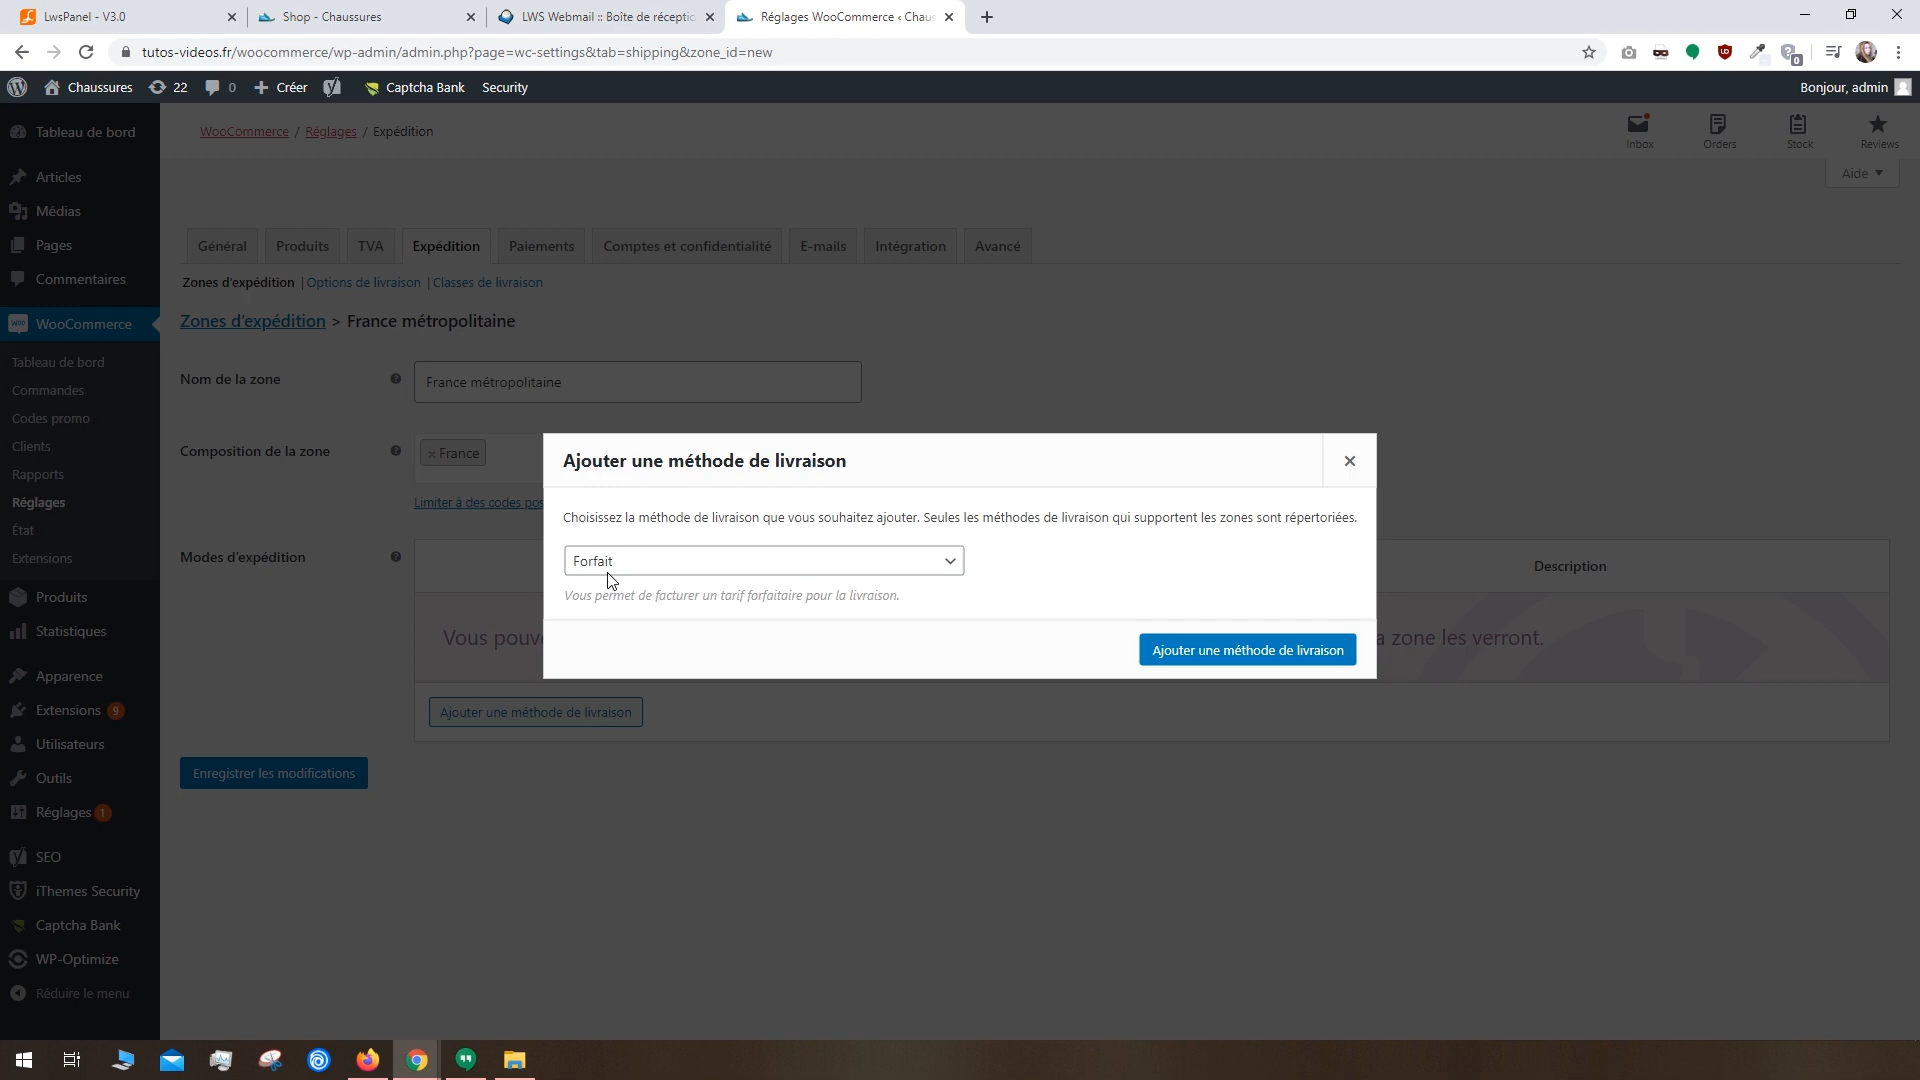 LwsPanel - V3.0
Shop - Chaussures
LWS Webmail :: Boîte de réceptio
Réglages WooCommerce ‹ Chaus
tutos-videos.fr/woocommerce/wp-admin/admin.php?page=wc-settings&tab=shipping&zone_id=new
0
Chaussures
22
0
Créer
Captcha Bank
Security
Bonjour, admin
Tableau de bord
Articles
Médias
Pages
Commentaires
WooCommerce
Tableau de bord
Commandes
Codes promo
Clients
Rapports
Réglages
État
Extensions
Produits
Statistiques
Apparence
Extensions 9
Utilisateurs
Outils
Réglages 1
SEO
iThemes Security
Captcha Bank
WP-Optimize
Réduire le menu
WooCommerce / Réglages / Expédition
Inbox
Orders
Stock
Reviews
Aide
Général
Produits
TVA
Expédition
Paiements
Comptes et confidentialité
E-mails
Intégration
Avancé
Zones d'expédition | Options de livraison | Classes de livraison
Zones d'expédition > France métropolitaine
Nom de la zone
France métropolitaine
Composition de la zone
× France
Limiter à des codes pos
Modes d'expédition
Description
Vous pouv
a zone les verront.
Ajouter une méthode de livraison
Enregistrer les modifications
Ajouter une méthode de livraison
Choisissez la méthode de livraison que vous souhaitez ajouter. Seules les méthodes de livraison qui supportent les zones sont répertoriées.
Forfait
Vous permet de facturer un tarif forfaitaire pour la livraison.
Ajouter une méthode de livraison